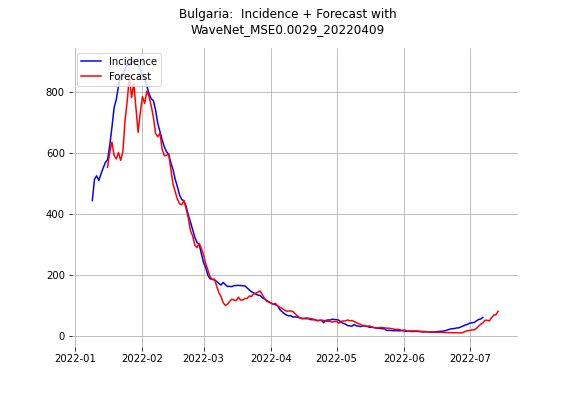 Bulgaria:  Incidence + Forecast with
WaveNet_MSE0.0029_20220409
Incidence
Forecast
800
600
400
200
0
2022-01 2022-02 2022-03 2022-04 2022-05 2022-06 2022-07